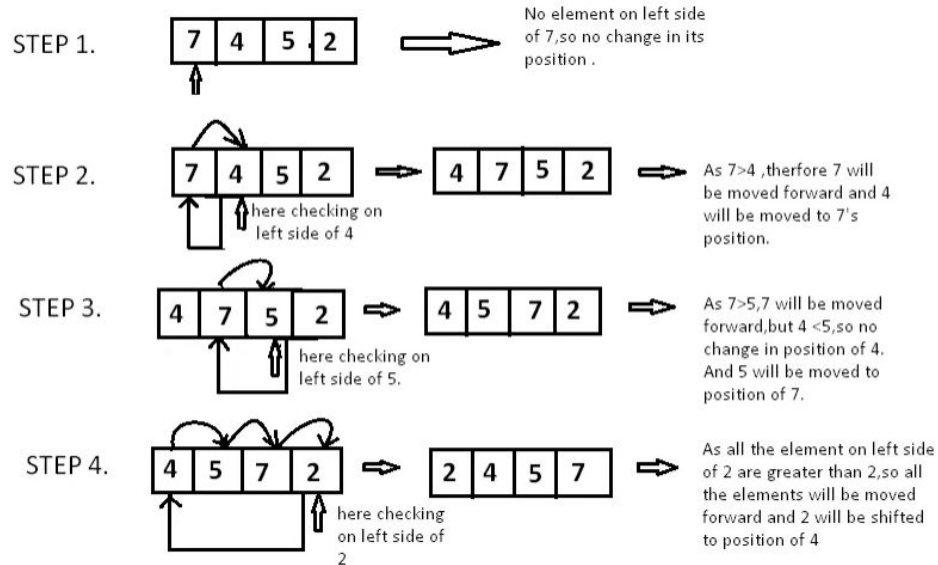 STEP 1.
7 4 5 2
No element on left side
of 7,so no change in its
position .
STEP 2.
7 4 5 2
here checking on
left side of 4
4 7 5 2
As 7>4 ,therfore 7 will
be moved forward and 4
will be moved to 7's
position.
STEP 3.
4 7 5 2
here checking on
left side of 5.
4 5 7 2
As 7>5,7 will be moved
forward,but 4 <5,so no
change in position of 4.
And 5 will be moved to
position of 7.
STEP 4.
4 5 7 2
here checking
on left side of
2
2 4 5 7
As all the element on left side
of 2 are greater than 2,so all
the elements will be moved
forward and 2 will be shifted
to position of 4